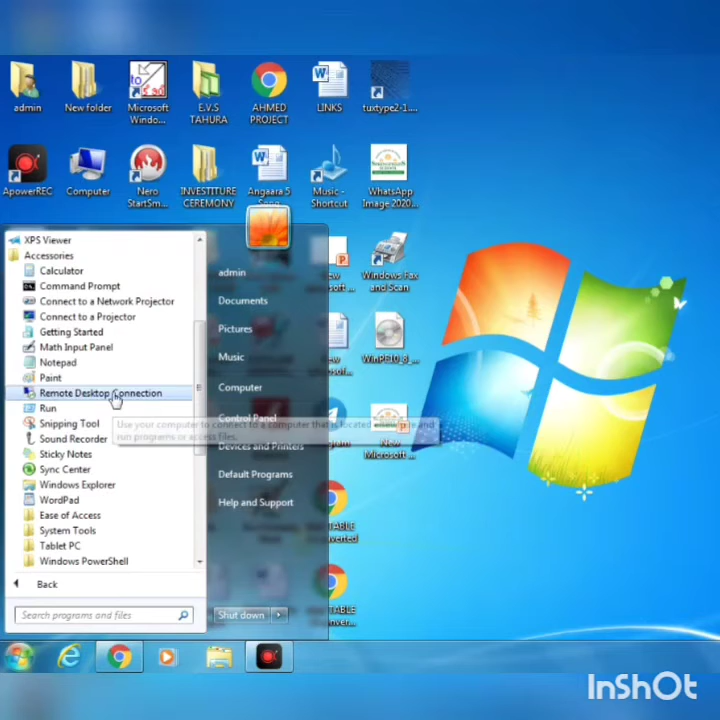 admin
New folder
Microsoft Windo...
E.V.S TAHURA
AHMED PROJECT
LINKS
tuxtype2-1....
ApowerREC
Computer
Nero StartSm...
INVESTITURE CEREMONY
Angaara 5
Music - Shortcut
WhatsApp Image 2020...
XPS Viewer
Accessories
Calculator
Command Prompt
Connect to a Network Projector
Connect to a Projector
Getting Started
Math Input Panel
Notepad
Paint
Remote Desktop Connection
Run
Snipping Tool
Sound Recorder
Sticky Notes
Sync Center
Windows Explorer
WordPad
Ease of Access
System Tools
Tablet PC
Windows PowerShell
Back
Search programs and files
admin
Documents
Pictures
Music
Computer
Control Panel
Devices and Printers
Default Programs
Help and Support
Shut down
Use your computer to connect to a computer that is located
run programs or access files.
Windows Fax and Scan
WinPE10_8_...
New Microsoft ...
InShOt